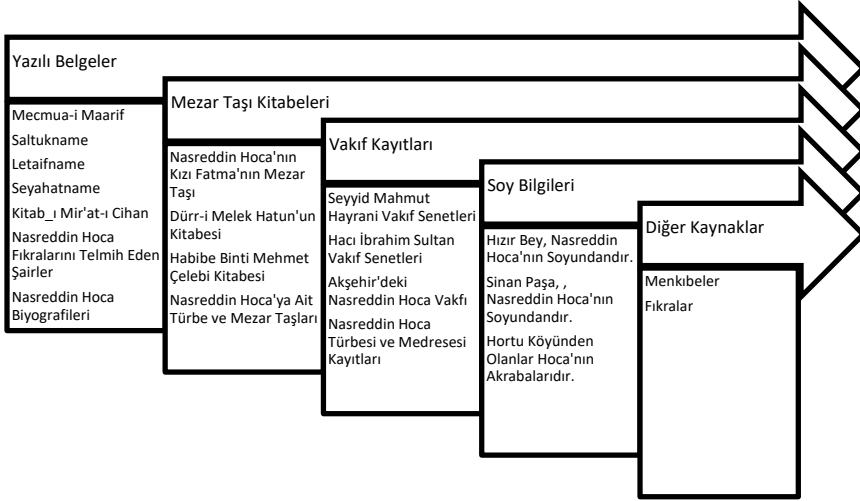 Yazılı Belgeler
Mecmua-i Maarif
Saltukname
Letaifname
Seyahatname
Kitab_ı Mir'at-ı Cihan
Nasreddin Hoca
Fıkralarını Telmih Eden
Şairler
Nasreddin Hoca
Biyografileri
Mezar Taşı Kitabeleri
Nasreddin Hoca'nın
Kızı Fatma'nın Mezar
Taşı
Dürr-i Melek Hatun'un
Kitabesi
Habibe Binti Mehmet
Çelebi Kitabesi
Nasreddin Hoca'ya Ait
Türbe ve Mezar Taşları
Vakıf Kayıtları
Seyyid Mahmut
Hayrani Vakıf Senetleri
Hacı İbrahim Sultan
Vakıf Senetleri
Akşehir'deki
Nasreddin Hoca Vakfı
Nasreddin Hoca
Türbesi ve Medresesi
Kayıtları
Soy Bilgileri
Hızır Bey, Nasreddin
Hoca'nın Soyundandır.
Sinan Paşa, ,
Nasreddin Hoca'nın
Soyundandır.
Hortu Köyünden
Olanlar Hoca'nın
Akrabalarıdır.
Diğer Kaynaklar
Menkıbeler
Fıkralar